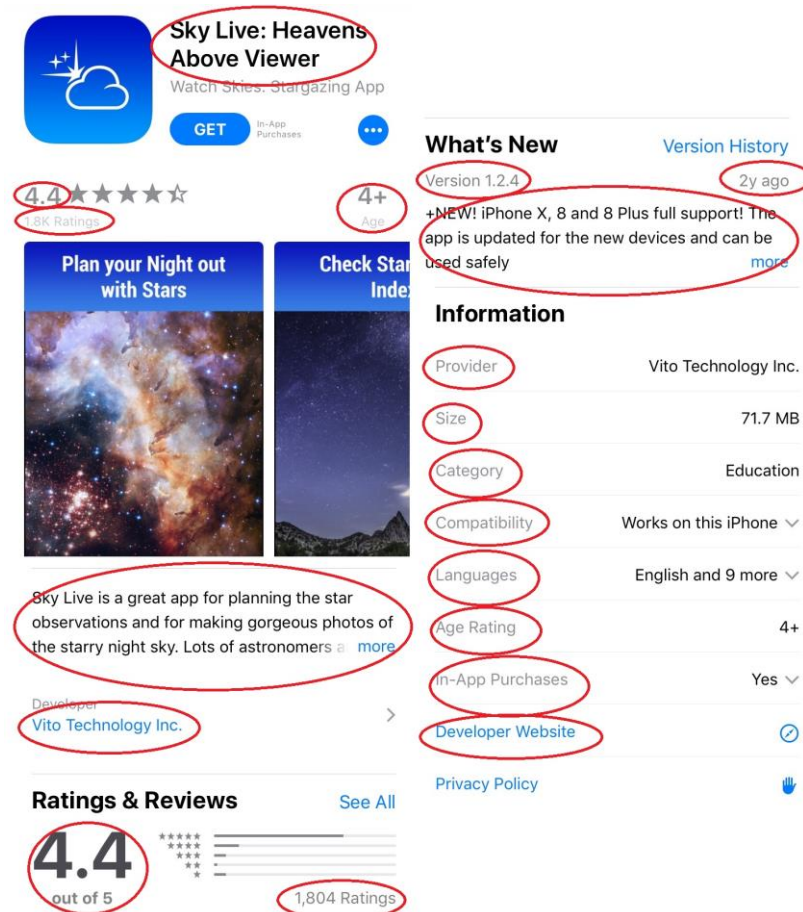 Sky Live: Heavens
Above Viewer
Watch Skies: Stargazing App
GET
In-App
Purchases
4.4
4+
1.8K Ratings
Age
Plan your Night out
with Stars
Check Star
Index
Sky Live is a great app for planning the star
observations and for making gorgeous photos of
the starry night sky. Lots of astronomers a more
Developer
Vito Technology Inc.
Ratings & Reviews
See All
4.4
out of 5
1,804 Ratings
What's New
Version History
Version 1.2.4
2y ago
+NEW! iPhone X, 8 and 8 Plus full support! The
app is updated for the new devices and can be
used safely
more
Information
Provider
Vito Technology Inc.
Size
71.7 MB
Category
Education
Compatibility
Works on this iPhone
Languages
English and 9 more
Age Rating
4+
In-App Purchases
Yes
Developer Website
Privacy Policy